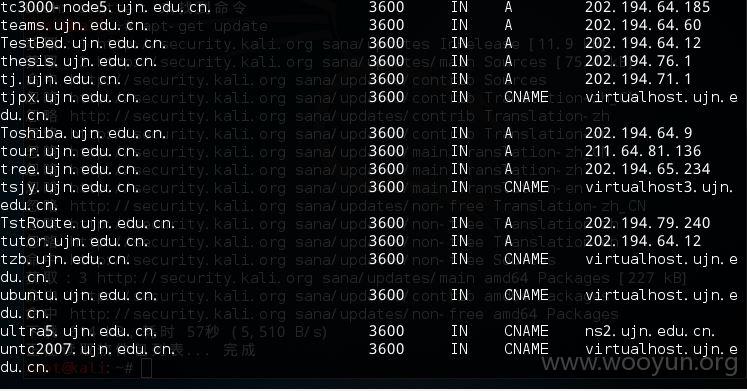 tc3000-node5.ujn.edu.cn. 3600 IN A 202.194.64.185
teams.ujn.edu.cn. 3600 IN A 202.194.64.60
TestBed.ujn.edu.cn. 3600 IN A 202.194.64.12
thesis.ujn.edu.cn. 3600 IN A 202.194.76.1
tj.ujn.edu.cn. 3600 IN A 202.194.71.1
tjpx.ujn.edu.cn. 3600 IN CNAME virtualhost.ujn.e
du.cn.
Toshiba.ujn.edu.cn. 3600 IN A 202.194.64.9
tour.ujn.edu.cn. 3600 IN A 211.64.81.136
tree.ujn.edu.cn. 3600 IN A 202.194.65.234
tsjy.ujn.edu.cn. 3600 IN CNAME virtualhost3.ujn.
edu.cn.
TstRoute.ujn.edu.cn. 3600 IN A 202.194.79.240
tutor.ujn.edu.cn. 3600 IN A 202.194.64.12
tzb.ujn.edu.cn. 3600 IN CNAME virtualhost.ujn.e
du.cn.
ubuntu.ujn.edu.cn. 3600 IN CNAME virtualhost.ujn.e
du.cn.
ultra5.ujn.edu.cn. 3600 IN CNAME ns2.ujn.edu.cn.
untc2007.ujn.edu.cn. 3600 IN CNAME virtualhost.ujn.e
du.cn.
www.wooyun.org